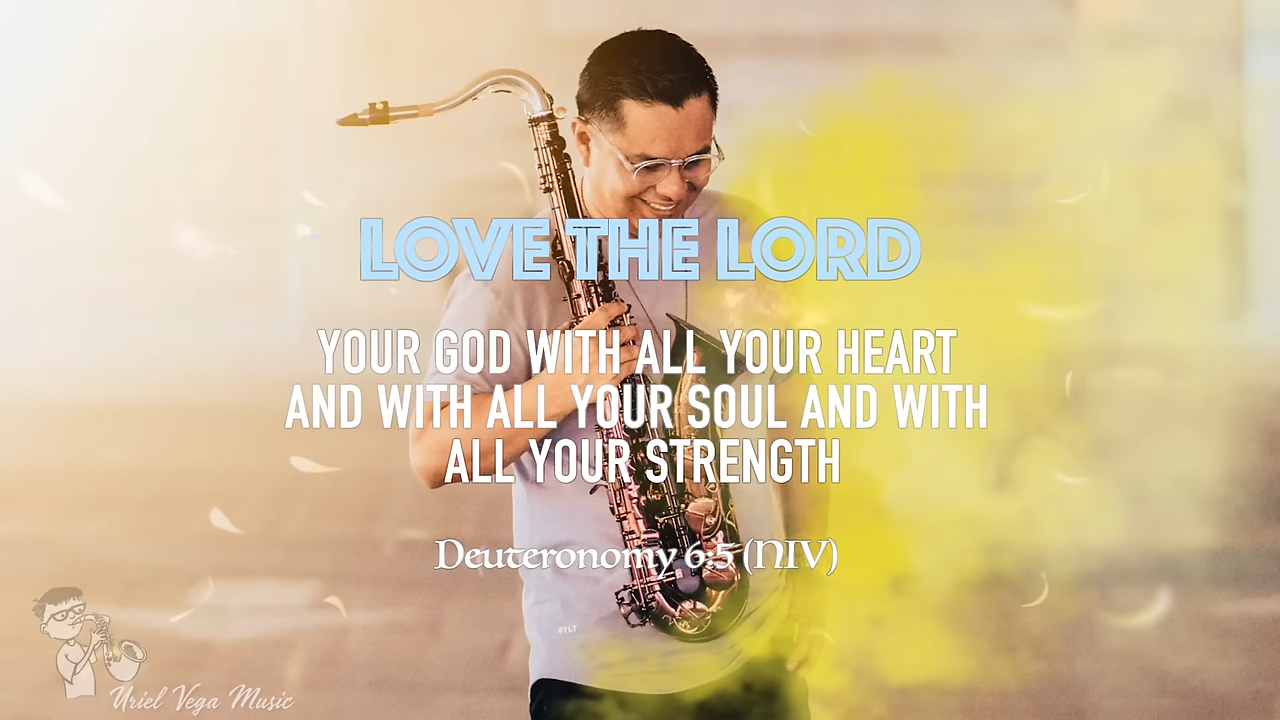 LOVE THE LORD
YOUR GOD WITH ALL YOUR HEART
AND WITH ALL YOUR SOUL AND WITH
ALL YOUR STRENGTH
Deuteronomy 6:5 (NIV)
SYLT
Uriel Vega Music